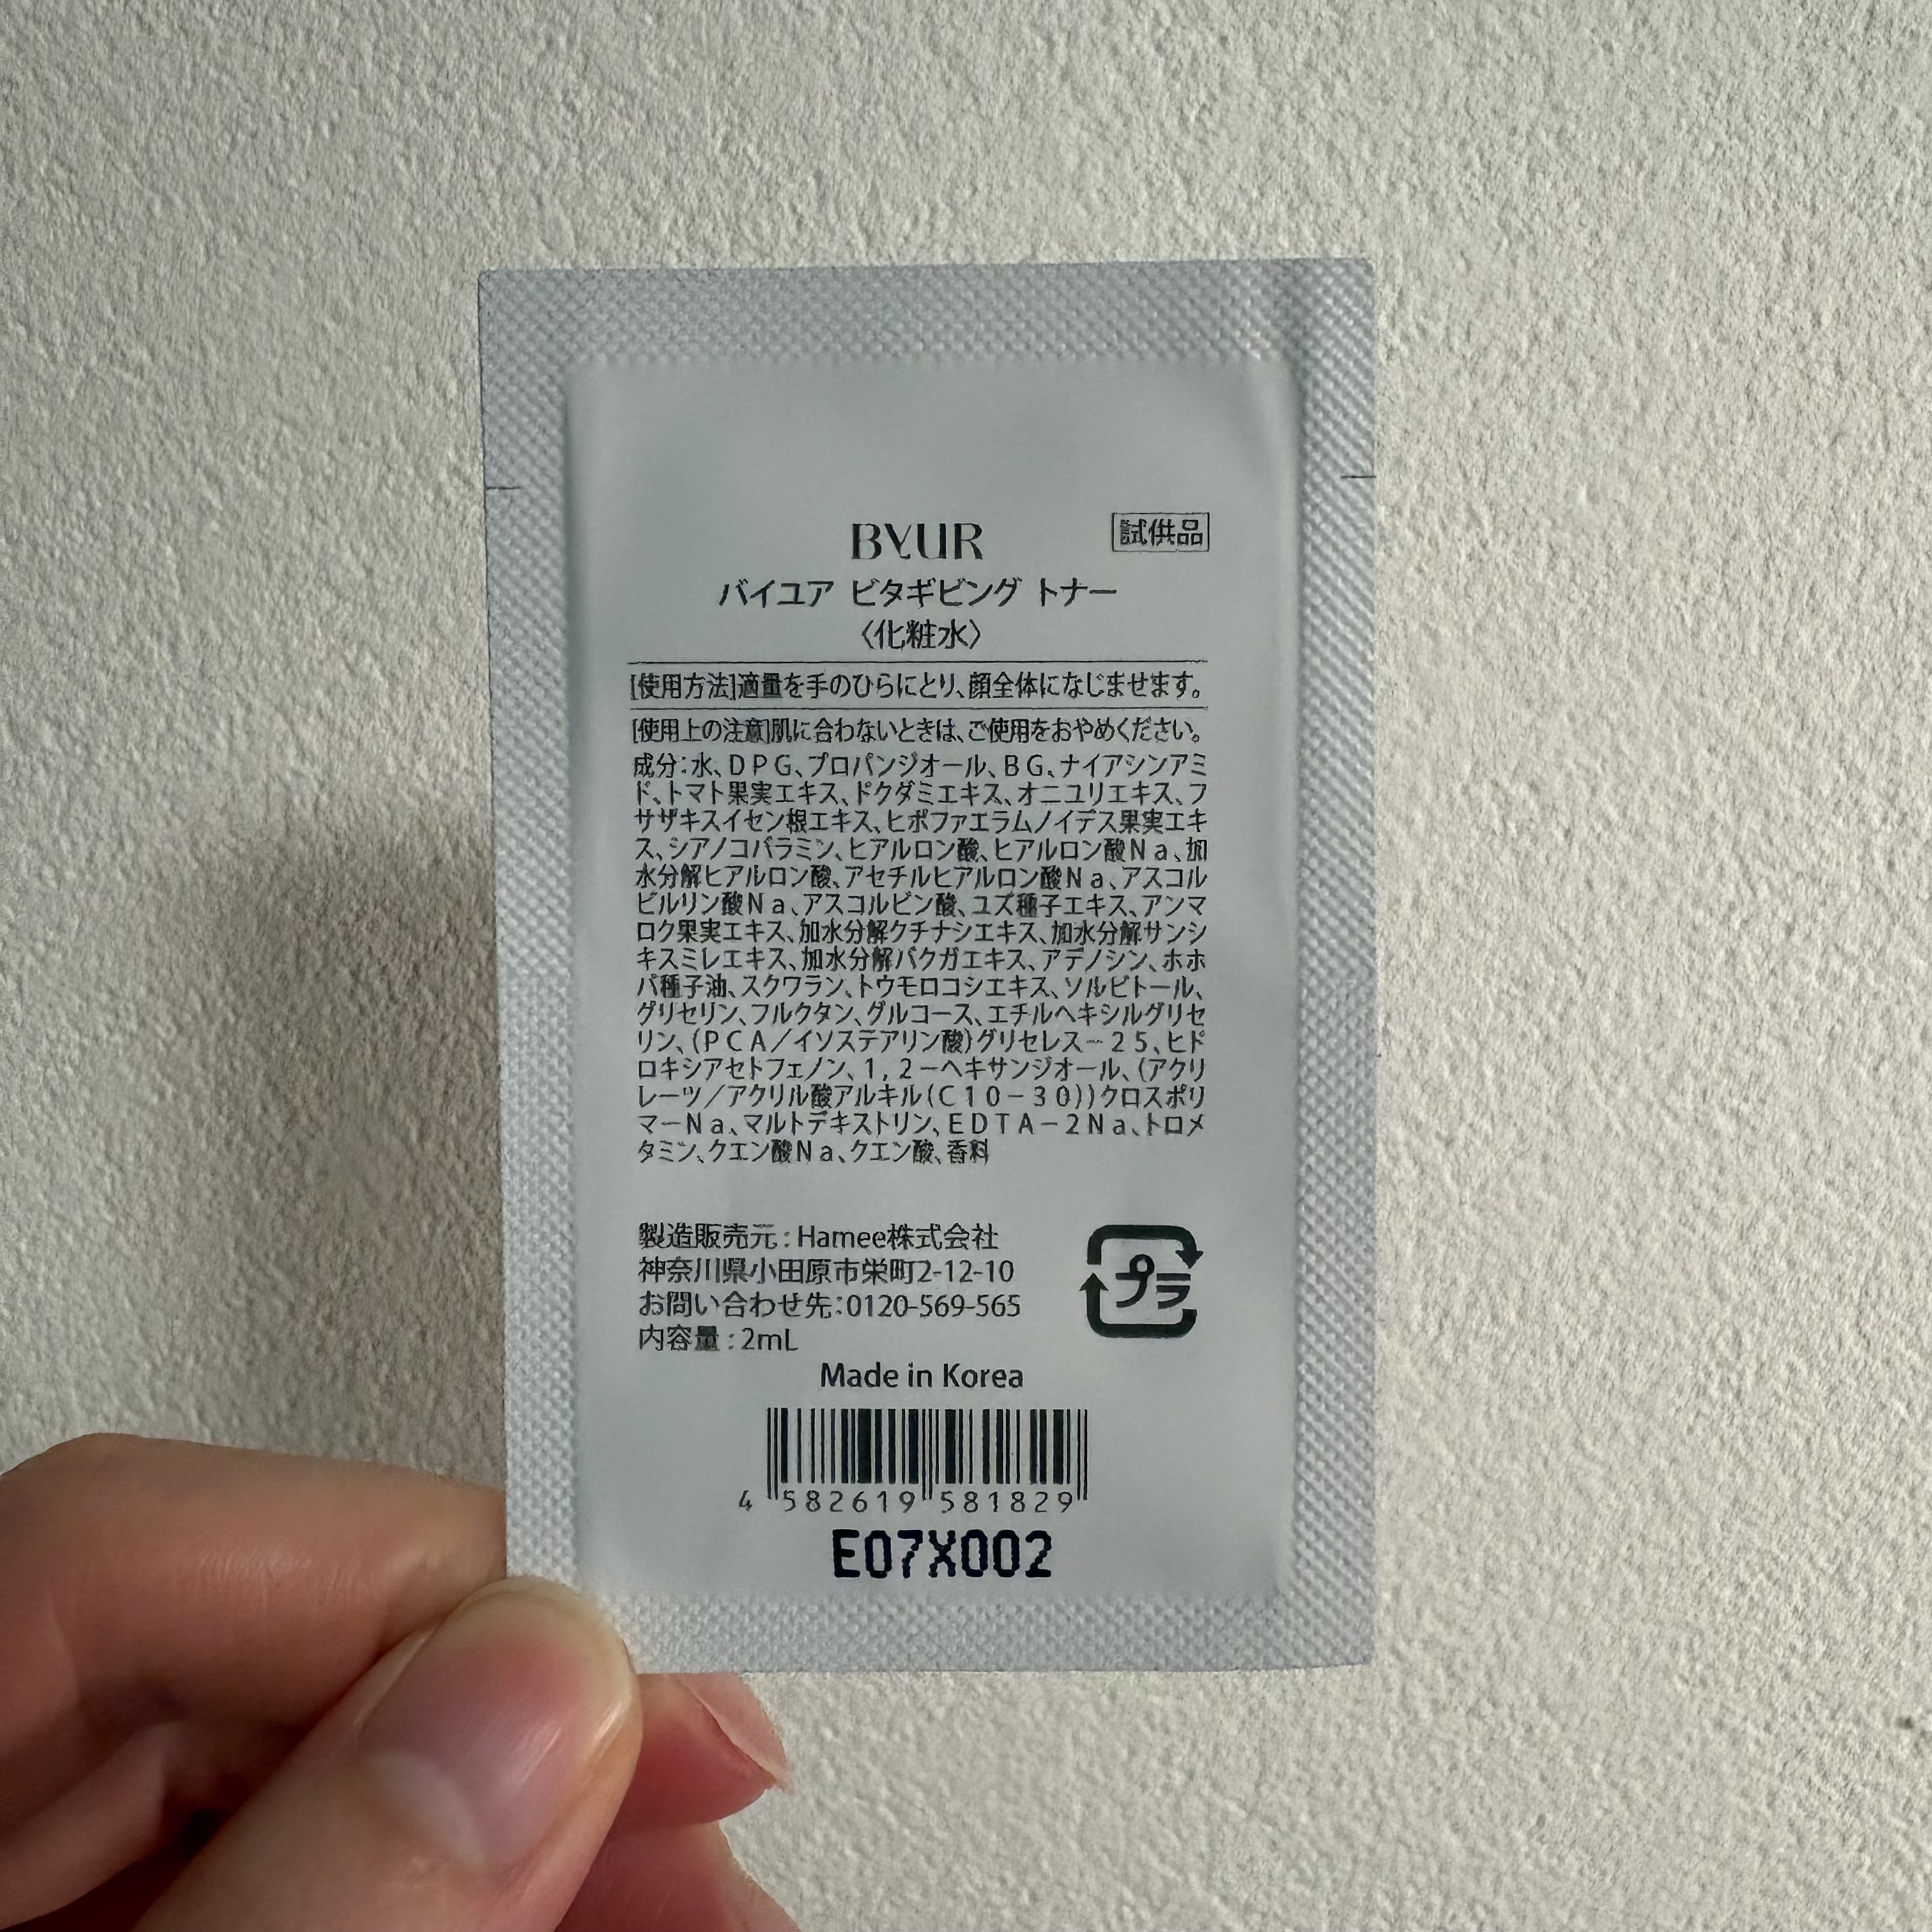 BYUR
試供品
バイユア ビタギビング トナー
〈化粧水〉
[使用方法]適量を手のひらにとり、顔全体になじませます。
[使用上の注意]肌に合わないときは、ご使用をおやめください。
成分:水、DPG、プロパンジオール、BG、ナイアシンアミ
ド、トマト果実エキス、ドクダミエキス、オニユリエキス、フ
サザキスイセン根エキス、ヒポファエラムノイデス果実エキ
ス、シアノコバラミン、ヒアルロン酸、ヒアルロン酸Na、加
水分解ヒアルロン酸、アセチルヒアルロン酸Na、アスコル
ビルリン酸Na、アスコルビン酸、ユズ種子エキス、アンマ
ロク果実エキス、加水分解クチナシエキス、加水分解サンシ
キスミレエキス、加水分解バクガエキス、アデノシン、ホホ
バ種子油、スクワラン、トウモロコシエキス、ソルビトール、
グリセリン、フルクタン、グルコース、エチルヘキシルグリセ
リン、(PCA/イソステアリン酸)グリセレス-25、ヒド
ロキシアセトフェノン、1,2-ヘキサンジオール、(アクリ
レーツ/アクリル酸アルキル(C10-30))クロスポリ
マーNa、マルトデキストリン、EDTA-2Na、トロメ
タミン、クエン酸Na、クエン酸、香料
製造販売元:Hamee株式会社
神奈川県小田原市栄町2-12-10
お問い合わせ先:0120-569-565
内容量:2mL
プラ
Made in Korea
4 582619 581829
E07X002